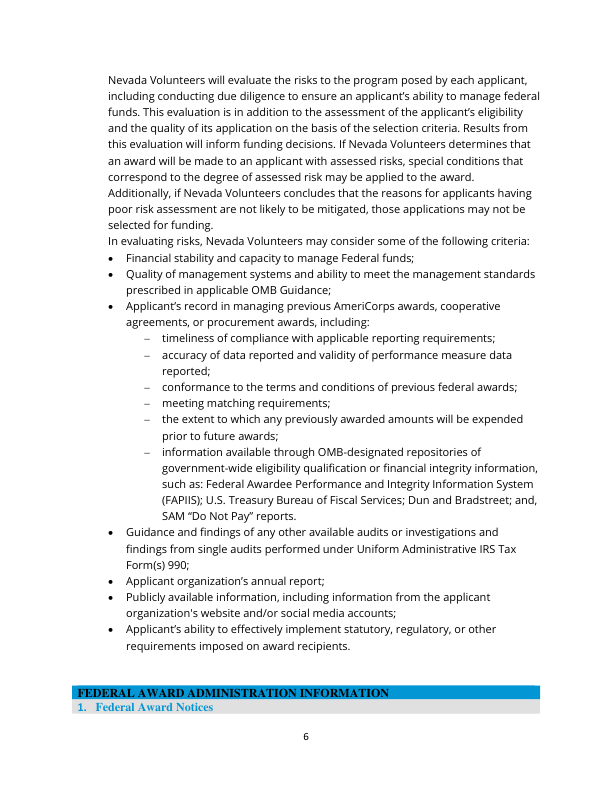 Nevada Volunteers will evaluate the risks to the program posed by each applicant,
including conducting due diligence to ensure an applicant’s ability to manage federal
funds. This evaluation is in addition to the assessment of the applicant’s eligibility
and the quality of its application on the basis of the selection criteria. Results from
this evaluation will inform funding decisions. If Nevada Volunteers determines that
an award will be made to an applicant with assessed risks, special conditions that
correspond to the degree of assessed risk may be applied to the award.
Additionally, if Nevada Volunteers concludes that the reasons for applicants having
poor risk assessment are not likely to be mitigated, those applications may not be
selected for funding.
In evaluating risks, Nevada Volunteers may consider some of the following criteria:
• Financial stability and capacity to manage Federal funds;
• Quality of management systems and ability to meet the management standards
prescribed in applicable OMB Guidance;
• Applicant’s record in managing previous AmeriCorps awards, cooperative
agreements, or procurement awards, including:
– timeliness of compliance with applicable reporting requirements;
– accuracy of data reported and validity of performance measure data
reported;
– conformance to the terms and conditions of previous federal awards;
– meeting matching requirements;
– the extent to which any previously awarded amounts will be expended
prior to future awards;
– information available through OMB-designated repositories of
government-wide eligibility qualification or financial integrity information,
such as: Federal Awardee Performance and Integrity Information System
(FAPIIS); U.S. Treasury Bureau of Fiscal Services; Dun and Bradstreet; and,
SAM “Do Not Pay” reports.
• Guidance and findings of any other available audits or investigations and
findings from single audits performed under Uniform Administrative IRS Tax
Form(s) 990;
• Applicant organization’s annual report;
• Publicly available information, including information from the applicant
organization's website and/or social media accounts;
• Applicant’s ability to effectively implement statutory, regulatory, or other
requirements imposed on award recipients.
FEDERAL AWARD ADMINISTRATION INFORMATION
1. Federal Award Notices
6